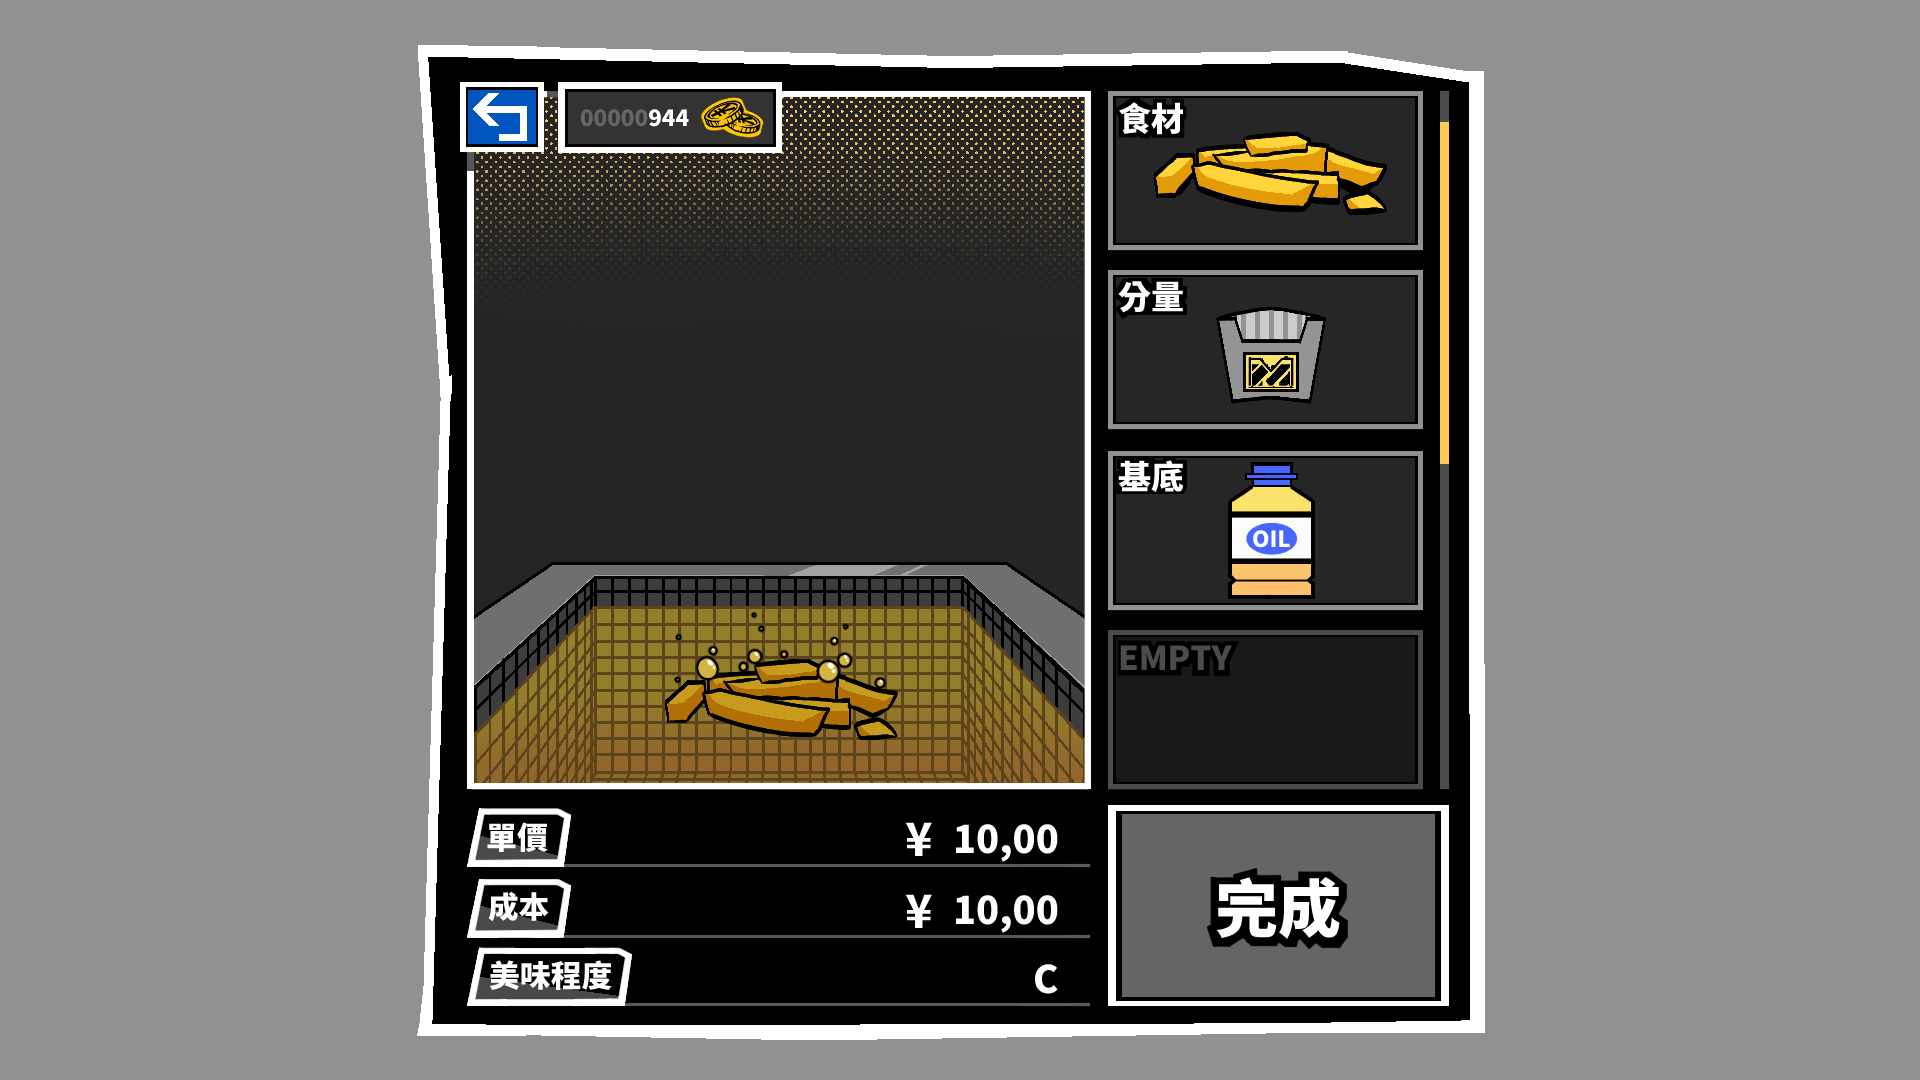 00000944
食材
分量
M
基底
OIL
EMPTY
單價
¥ 10,00
成本
¥ 10,00
美味程度
C
完成